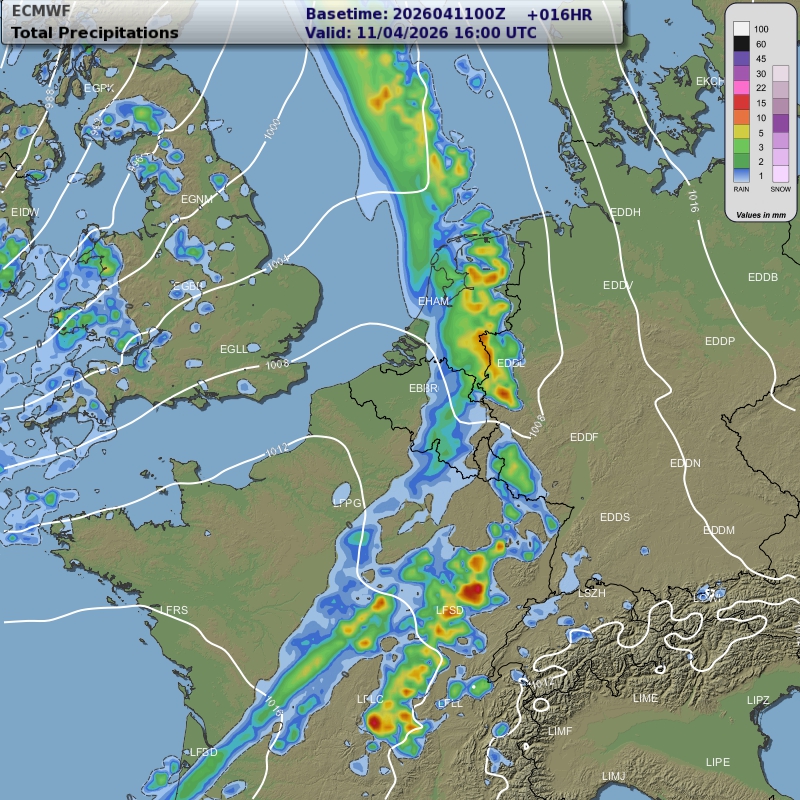 ECMWF
Total Precipitations
Basetime: 2026041100Z +016HR
Valid: 11/04/2026 16:00 UTC
100
60
45
30
22
15
10
5
3
2
1
RAIN
SNOW
Values in mm
EGPK
EKCH
1000
1016
EIDW
EGNM
EDDH
1004
EDDB
EGBB
EDDV
EHAM
EDDP
EGLL
1008
EDDL
EBBR
1008
EDDF
1012
EDDN
LFPG
EDDS
EDDM
LSZH
LFRS
LFSD
1016
LFLC
LFLL
LIME
LIPZ
LIMF
LFBD
LIPE
LIMJ